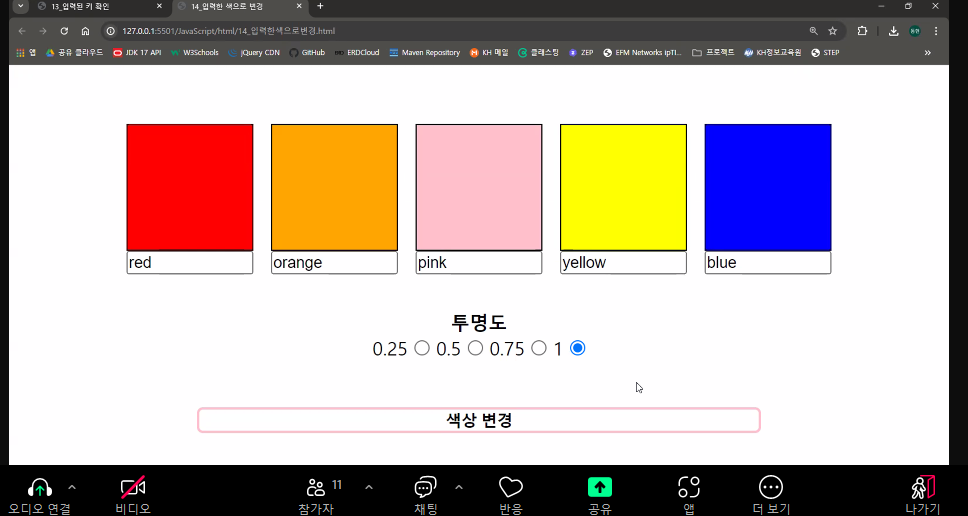 13_입력된 키 확인
14_입력한 색으로 변경
127.0.0.1:5501/JavaScript/html/14_입력한색으로변경.html
앱 공유 클라우드 JDK 17 API W3Schools jQuery CDN GitHub ERDCloud Maven Repository KH 메일 클래스팅 ZEP EFM Networks ipTI... 프로젝트 KH정보교육원 STEP
red orange pink yellow blue
투명도
0.25 0.5 0.75 1
색상 변경
11
오디오 연결 비디오 참가자 채팅 반응 공유 앱 더 보기 나가기